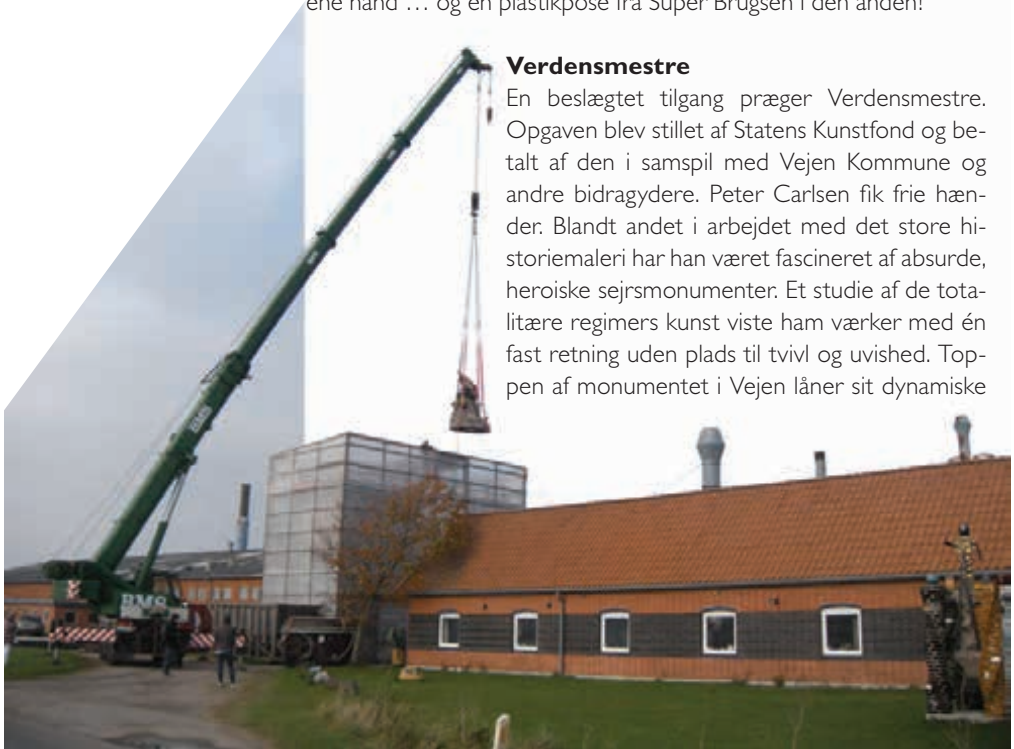 ene hånd … og en plastikpose fra Super Brugsen i den anden!
Verdensmestre
En beslægtet tilgang præger Verdensmestre.
Opgaven blev stillet af Statens Kunstfond og be-
talt af den i samspil med Vejen Kommune og
andre bidragydere. Peter Carlsen fik frie hæn-
der. Blandt andet i arbejdet med det store hi-
storiemaleri har han været fascineret af absurde,
heroiske sejrsmonumenter. Et studie af de tota-
litære regimers kunst viste ham værker med én
fast retning uden plads til tvivl og uvished. Top-
pen af monumentet i Vejen låner sit dynamiske
BMS
BMS